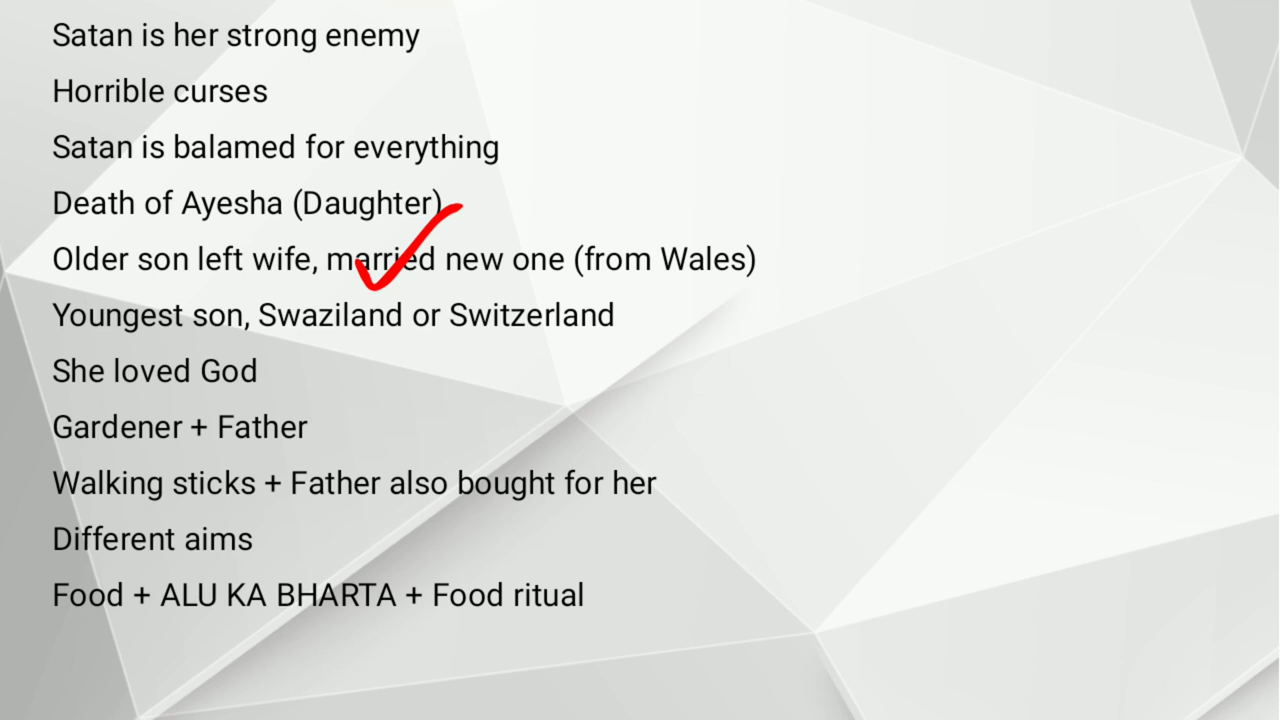 Satan is her strong enemy
Horrible curses
Satan is balamed for everything
Death of Ayesha (Daughter)
Older son left wife, married new one (from Wales)
Youngest son, Swaziland or Switzerland
She loved God
Gardener + Father
Walking sticks + Father also bought for her
Different aims
Food + ALU KA BHARTA + Food ritual